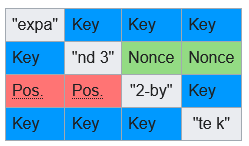 "expa" Key Key Key
Key "nd 3" Nonce Nonce
Pos. Pos. "2-by" Key
Key Key Key "te k"